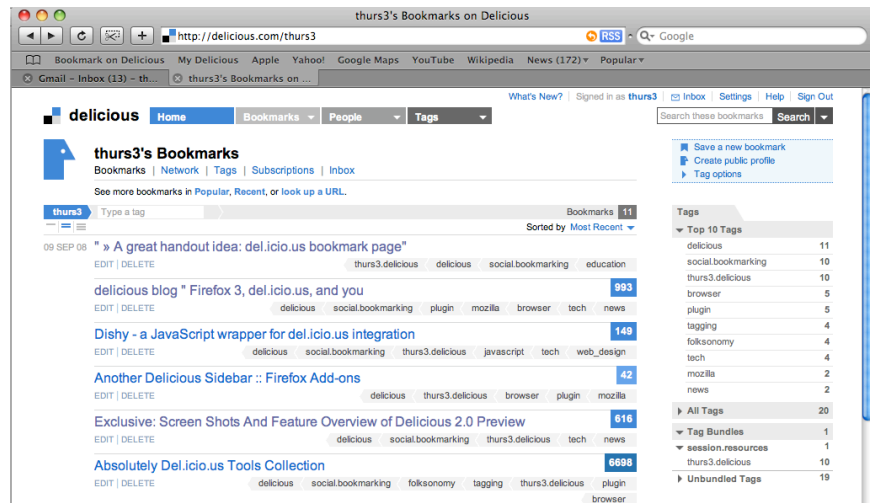 thurs3's Bookmarks on Delicious
http://delicious.com/thurs3
RSS
Google
Bookmark on Delicious My Delicious Apple Yahoo! Google Maps YouTube Wikipedia News (172) Popular
Gmail – Inbox (13) – th... thurs3's Bookmarks on ...
What's New? Signed in as thurs3 Inbox Settings Help Sign Out
delicious Home Bookmarks People Tags Search these bookmarks Search
thurs3's Bookmarks
Bookmarks | Network | Tags | Subscriptions | Inbox
See more bookmarks in Popular, Recent, or look up a URL.
Save a new bookmark
Create public profile
Tag options
thurs3 Type a tag Bookmarks 11
Sorted by Most Recent
09 SEP 08 " » A great handout idea: del.icio.us bookmark page"
EDIT | DELETE thurs3.delicious delicious social.bookmarking education
delicious blog " Firefox 3, del.icio.us, and you 993
EDIT | DELETE delicious social.bookmarking plugin mozilla browser tech news
Dishy - a JavaScript wrapper for del.icio.us integration 149
EDIT | DELETE delicious social.bookmarking thurs3.delicious javascript tech web_design
Another Delicious Sidebar :: Firefox Add-ons 42
EDIT | DELETE delicious thurs3.delicious browser plugin mozilla
Exclusive: Screen Shots And Feature Overview of Delicious 2.0 Preview 616
EDIT | DELETE delicious social.bookmarking thurs3.delicious tech news
Absolutely Del.icio.us Tools Collection 6698
EDIT | DELETE delicious social.bookmarking folksonomy tagging thurs3.delicious plugin
browser
Tags
Top 10 Tags
delicious 11
social.bookmarking 10
thurs3.delicious 10
browser 5
plugin 5
tagging 4
folksonomy 4
tech 4
mozilla 2
news 2
All Tags 20
Tag Bundles 1
session.resources 1
thurs3.delicious 10
Unbundled Tags 19